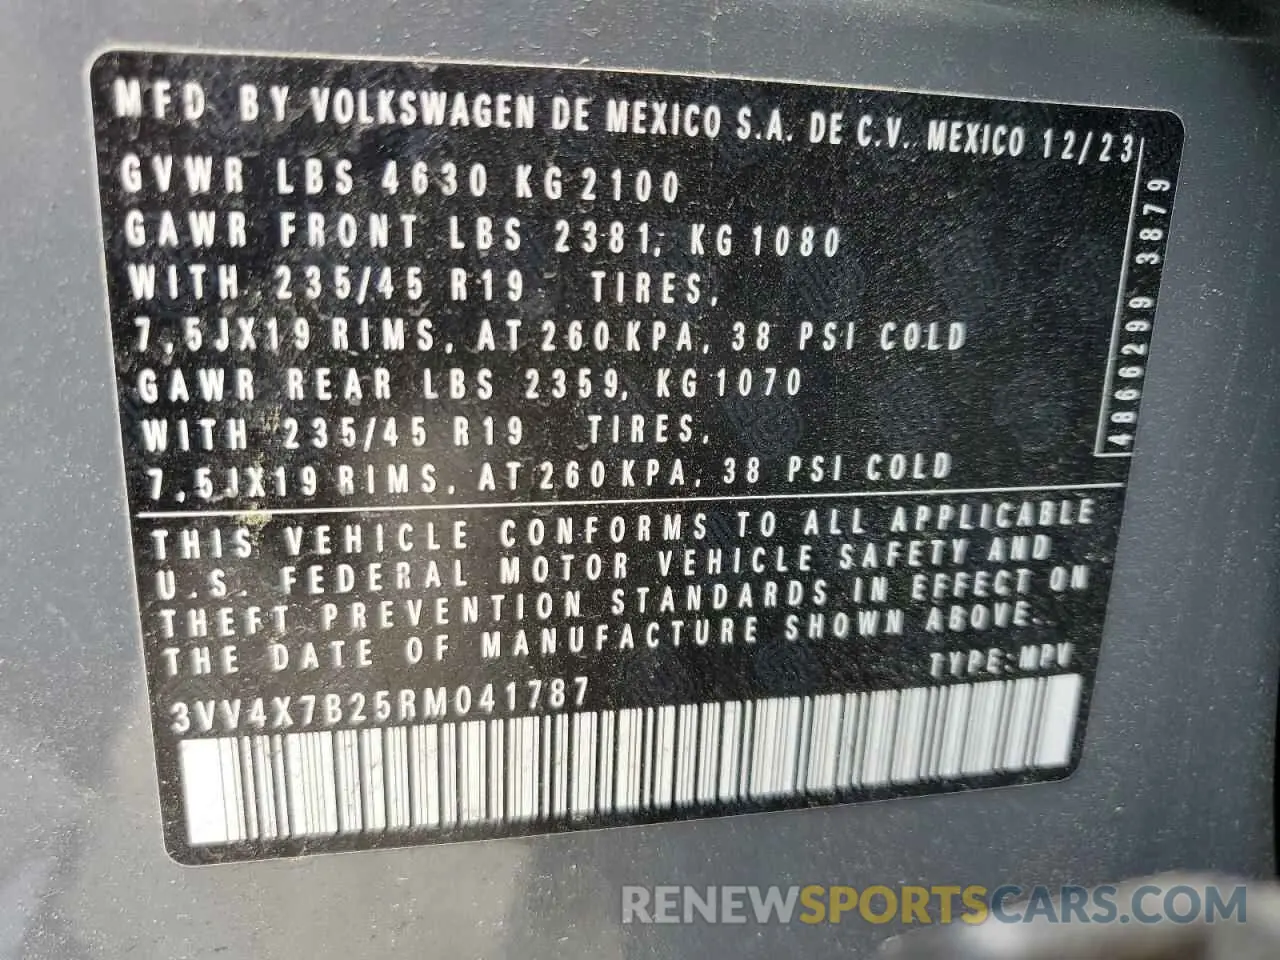 MFD BY VOLKSWAGEN DE MEXICO S.A. DE C.V. MEXICO 12/23
GVWR LBS 4630 KG 2100
GAWR FRONT LBS 2381, KG 1080
WITH 235/45 R19 TIRES,
7,5JX19 RIMS, AT 260 KPA, 38 PSI COLD
GAWR REAR LBS 2359, KG 1070
WITH 235/45 R19 TIRES,
7,5JX19 RIMS, AT 260 KPA, 38 PSI COLD
4866299 3879
THIS VEHICLE CONFORMS TO ALL APPLICABLE
U.S. FEDERAL MOTOR VEHICLE SAFETY AND
THEFT PREVENTION STANDARDS IN EFFECT ON
THE DATE OF MANUFACTURE SHOWN ABOVE.
TYPE: MPV
3VV4X7B25RM041787
RENEWSPORTSCARS.COM